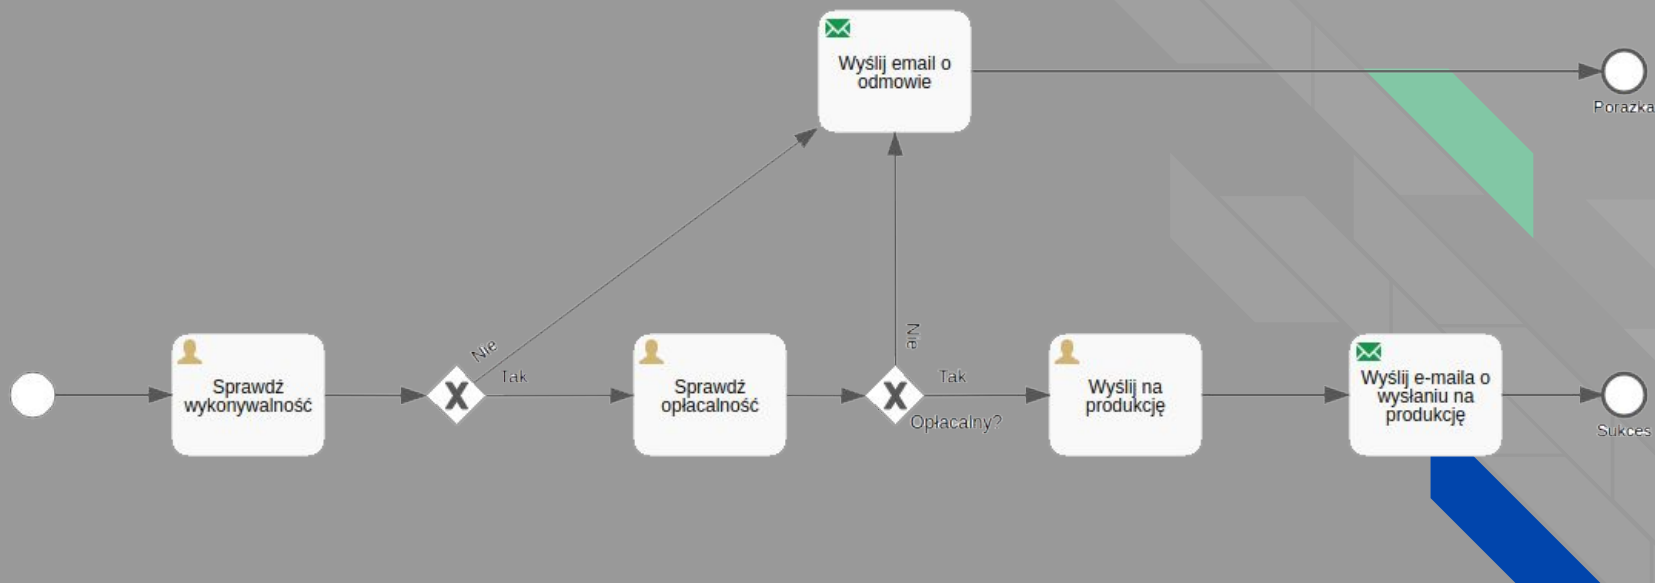 Wyślij email o
odmowie
Porażka
Nie
Tak
Nie
Tak
Sprawdź
wykonywalność
Sprawdź
opłacalność
Opłacalny?
Wyślij na
produkcję
Wyślij e-maila o
wysłaniu na
produkcję
Sukces